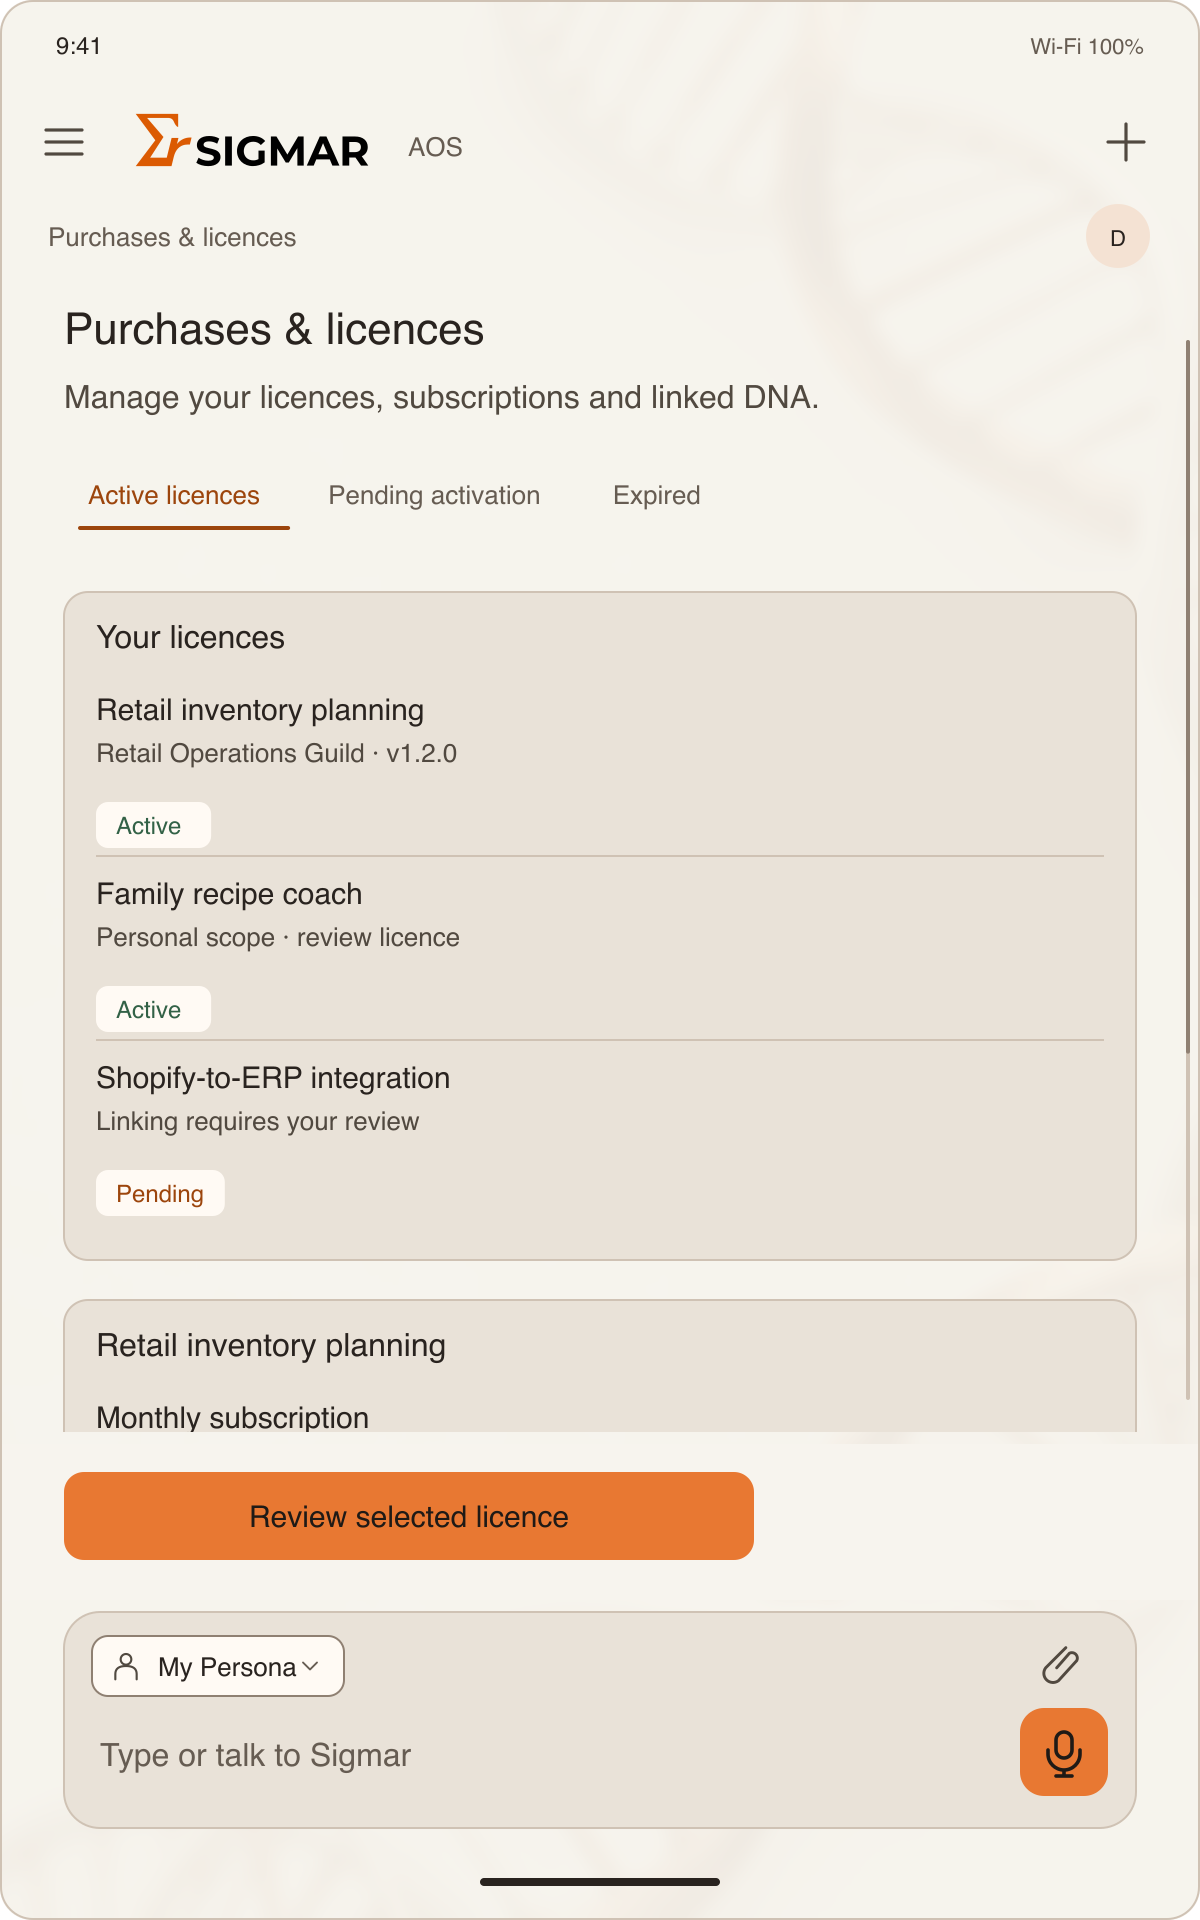 9:41
Wi-Fi 100%
Σr SIGMAR AOS
Purchases & licences
D
Purchases & licences
Manage your licences, subscriptions and linked DNA.
Active licences
Pending activation
Expired
Your licences
Retail inventory planning
Retail Operations Guild · v1.2.0
Active
Family recipe coach
Personal scope · review licence
Active
Shopify-to-ERP integration
Linking requires your review
Pending
Retail inventory planning
Monthly subscription
Review selected licence
My Persona
Type or talk to Sigmar